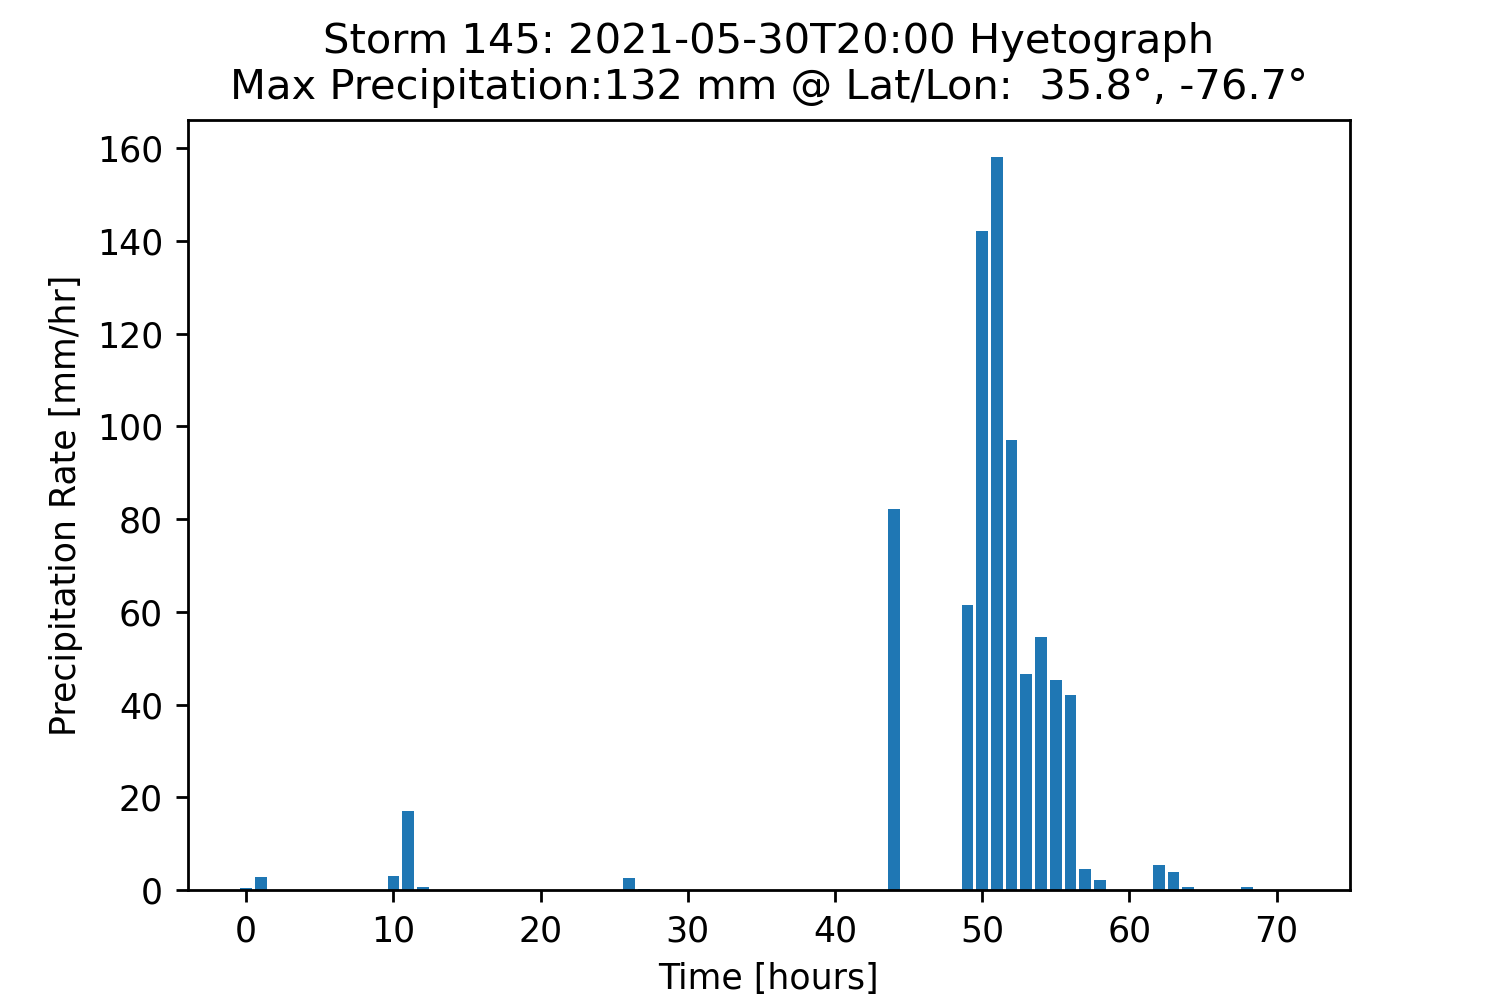 Storm 145: 2021-05-30T20:00 Hyetograph
Max Precipitation:132 mm @ Lat/Lon:  35.8°, -76.7°
Precipitation Rate [mm/hr]
160
140
120
100
80
60
40
20
0
0 10 20 30 40 50 60 70
Time [hours]